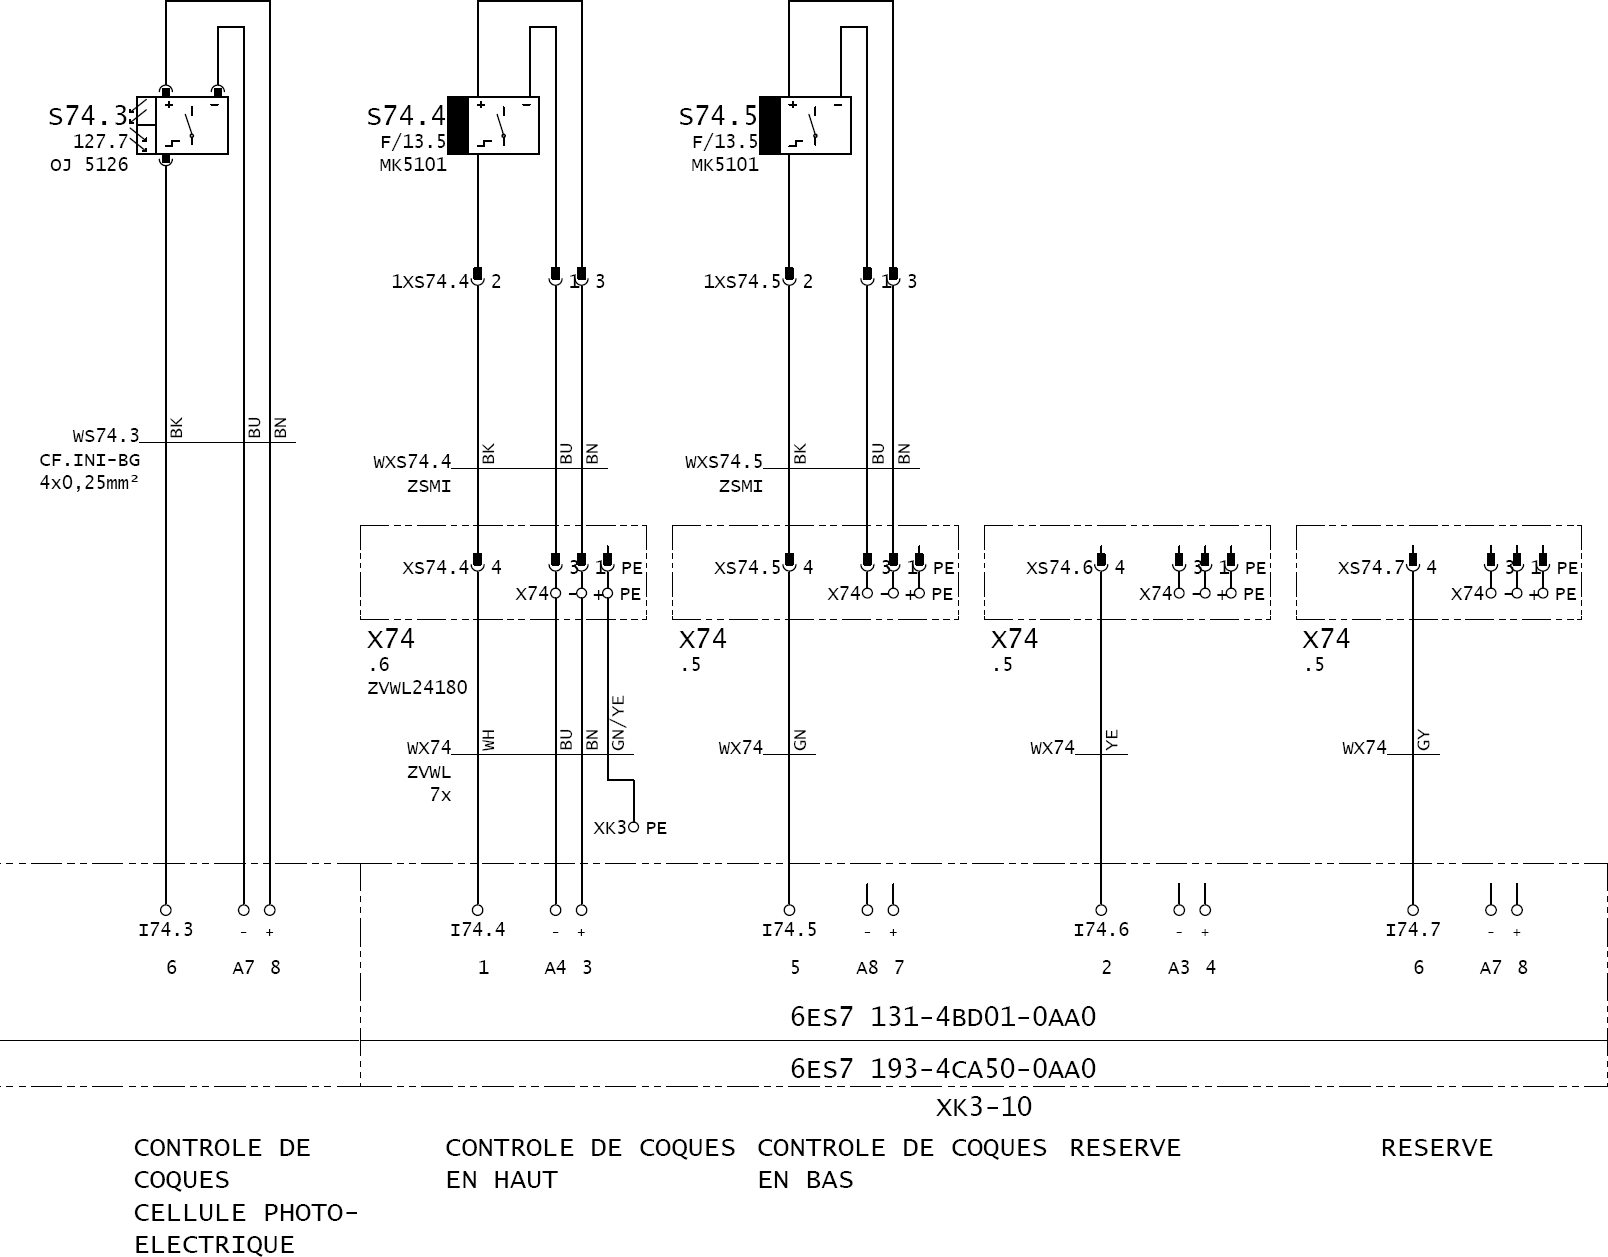 S74.3
127.7
OJ 5126
+ −
S74.4
F/13.5
MK5101
+ −
S74.5
F/13.5
MK5101
+ −
1XS74.4 2 1 3
1XS74.5 2 1 3
WS74.3 BK BU BN
CF.INI-BG
4x0,25mm²
WXS74.4 BK BU BN
ZSMI
WXS74.5 BK BU BN
ZSMI
XS74.4 4 3 1 PE
X74 - + PE
XS74.5 4 3 1 PE
X74 - + PE
XS74.6 4 3 1 PE
X74 - + PE
XS74.7 4 3 1 PE
X74 - + PE
X74
.6
ZVWL24180
X74
.5
X74
.5
X74
.5
WX74 WH BU BN GN/YE
ZVWL
7x
WX74 GN
WX74 YE
WX74 GY
XK3 PE
I74.3 - +
6 A7 8
I74.4 - +
1 A4 3
I74.5 - +
5 A8 7
I74.6 - +
2 A3 4
I74.7 - +
6 A7 8
6ES7 131-4BD01-0AA0
6ES7 193-4CA50-0AA0
XK3-10
CONTROLE DE
COQUES
CELLULE PHOTO-
ELECTRIQUE
CONTROLE DE COQUES
EN HAUT
CONTROLE DE COQUES
EN BAS
RESERVE
RESERVE